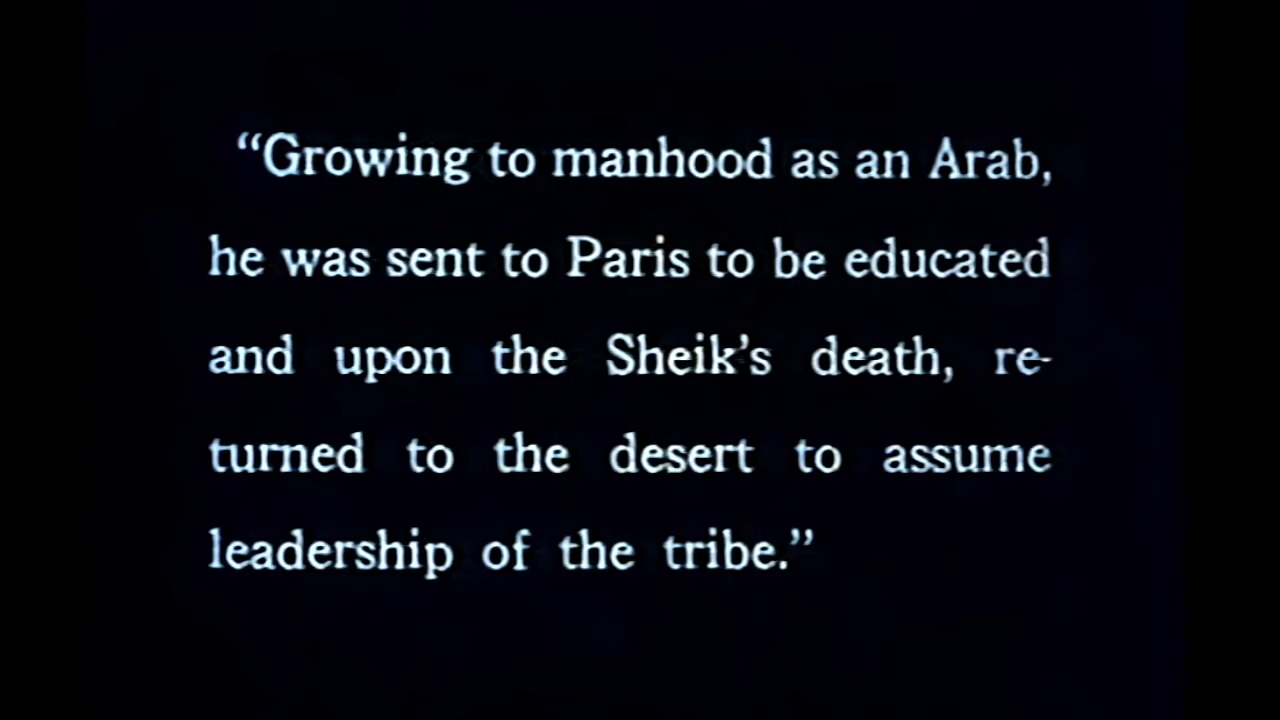 “Growing to manhood as an Arab,
he was sent to Paris to be educated
and upon the Sheik’s death, re-
turned to the desert to assume
leadership of the tribe.”